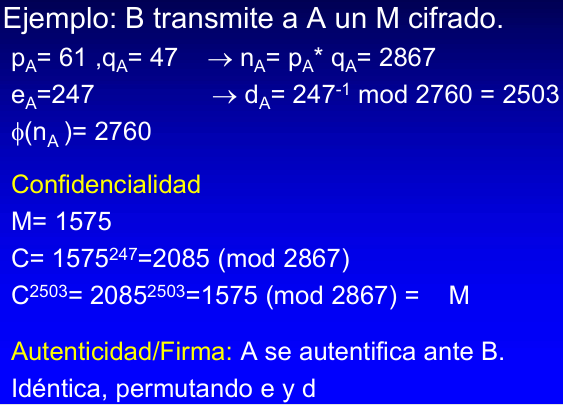 Ejemplo: B transmite a A un M cifrado.
pA= 61 ,qA= 47 → nA= pA* qA= 2867
eA=247 → dA= 247-1 mod 2760 = 2503
ϕ(nA )= 2760
Confidencialidad
M= 1575
C= 1575²⁴⁷=2085 (mod 2867)
C²⁵⁰³= 2085²⁵⁰³=1575 (mod 2867) = M
Autenticidad/Firma: A se autentifica ante B.
Idéntica, permutando e y d